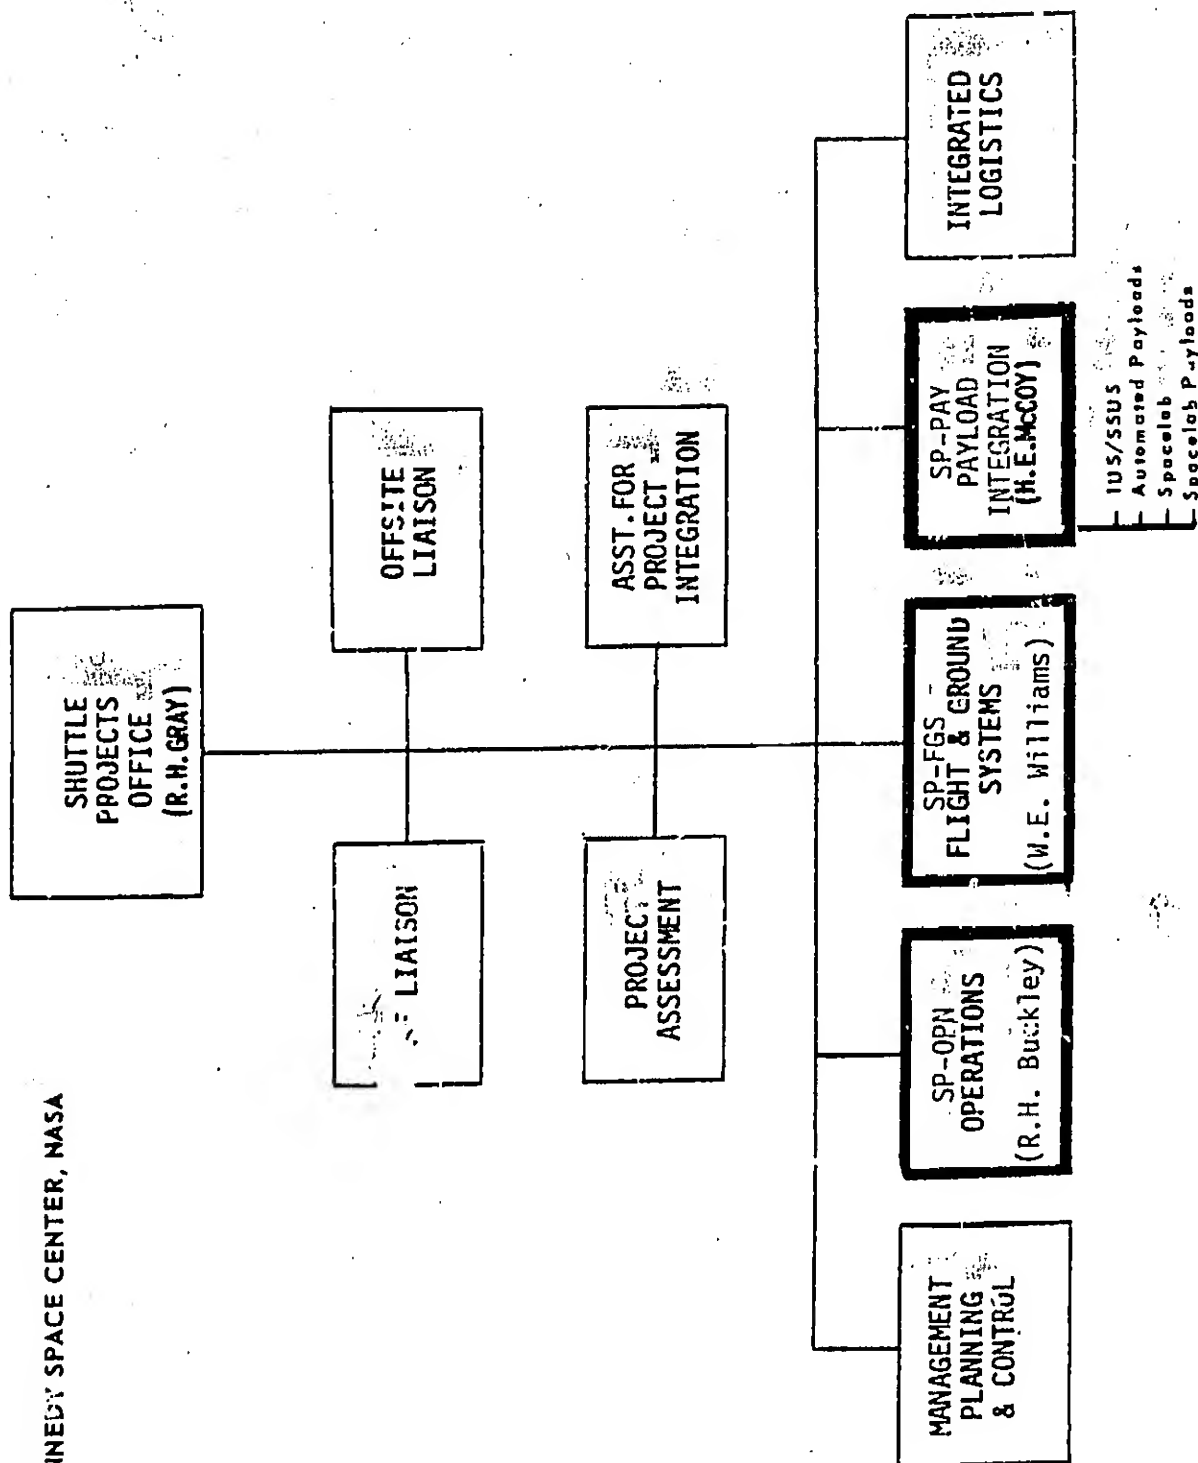 SPACE CENTER, NASA
SHUTTLE
PROJECTS
OFFICE
(R.H.GRAY)
LIAISON
OFFSITE
LIAISON
PROJECT
ASSESSMENT
ASST.FOR
PROJECT
INTEGRATION
MANAGEMENT
PLANNING
& CONTROL
SP-OPN
OPERATIONS
(R.H. Buckley)
SP-FGS
FLIGHT & GROUND
SYSTEMS
(W.E. Williams)
SP-PAY
PAYLOAD
INTEGRATION
(H.E.McCOY)
IUS/SSUS
Automated Payloads
Spacelab
Spacelab Payloads
INTEGRATED
LOGISTICS